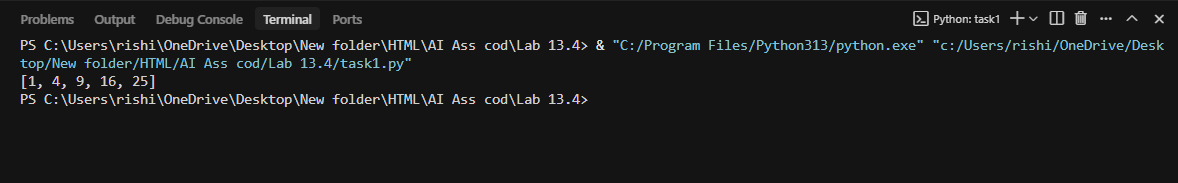 Problems Output Debug Console Terminal Ports Python: task1
PS C:\Users\rishi\OneDrive\Desktop\New folder\HTML\AI Ass cod\Lab 13.4> & "C:/Program Files/Python313/python.exe" "c:/Users/rishi/OneDrive/Desk
top/New folder/HTML/AI Ass cod/Lab 13.4/task1.py"
[1, 4, 9, 16, 25]
PS C:\Users\rishi\OneDrive\Desktop\New folder\HTML\AI Ass cod\Lab 13.4>